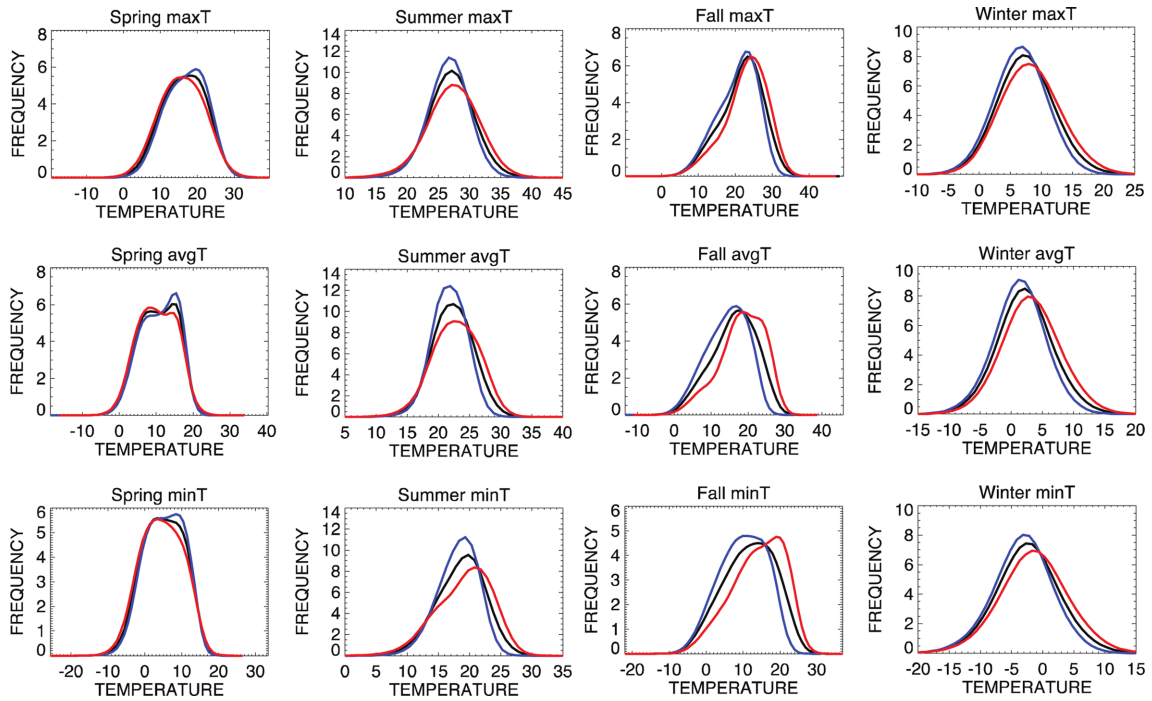 Spring maxT Summer maxT Fall maxT Winter maxT
FREQUENCY FREQUENCY FREQUENCY FREQUENCY
8 14 8 10
6 12 6 8
4 10 4 6
2 8 2 4
0 6 0 2
4 0
2
0
-10 0 10 20 30 10 15 20 25 30 35 40 45 0 10 20 30 40 -10 -5 0 5 10 15 20 25
TEMPERATURE TEMPERATURE TEMPERATURE TEMPERATURE
Spring avgT Summer avgT Fall avgT Winter avgT
FREQUENCY FREQUENCY FREQUENCY FREQUENCY
8 14 8 10
6 12 6 8
4 10 4 6
2 8 2 4
0 6 0 2
4 0
2
0
-10 0 10 20 30 40 5 10 15 20 25 30 35 40 -10 0 10 20 30 40 -15 -10 -5 0 5 10 15 20
TEMPERATURE TEMPERATURE TEMPERATURE TEMPERATURE
Spring minT Summer minT Fall minT Winter minT
FREQUENCY FREQUENCY FREQUENCY FREQUENCY
6 14 6 10
5 12 5 8
4 10 4 6
3 8 3 4
2 6 2 2
1 4 1 0
0 2 0
0
-20 -10 0 10 20 30 0 5 10 15 20 25 30 35 -20 -10 0 10 20 30 -20 -15 -10 -5 0 5 10 15
TEMPERATURE TEMPERATURE TEMPERATURE TEMPERATURE